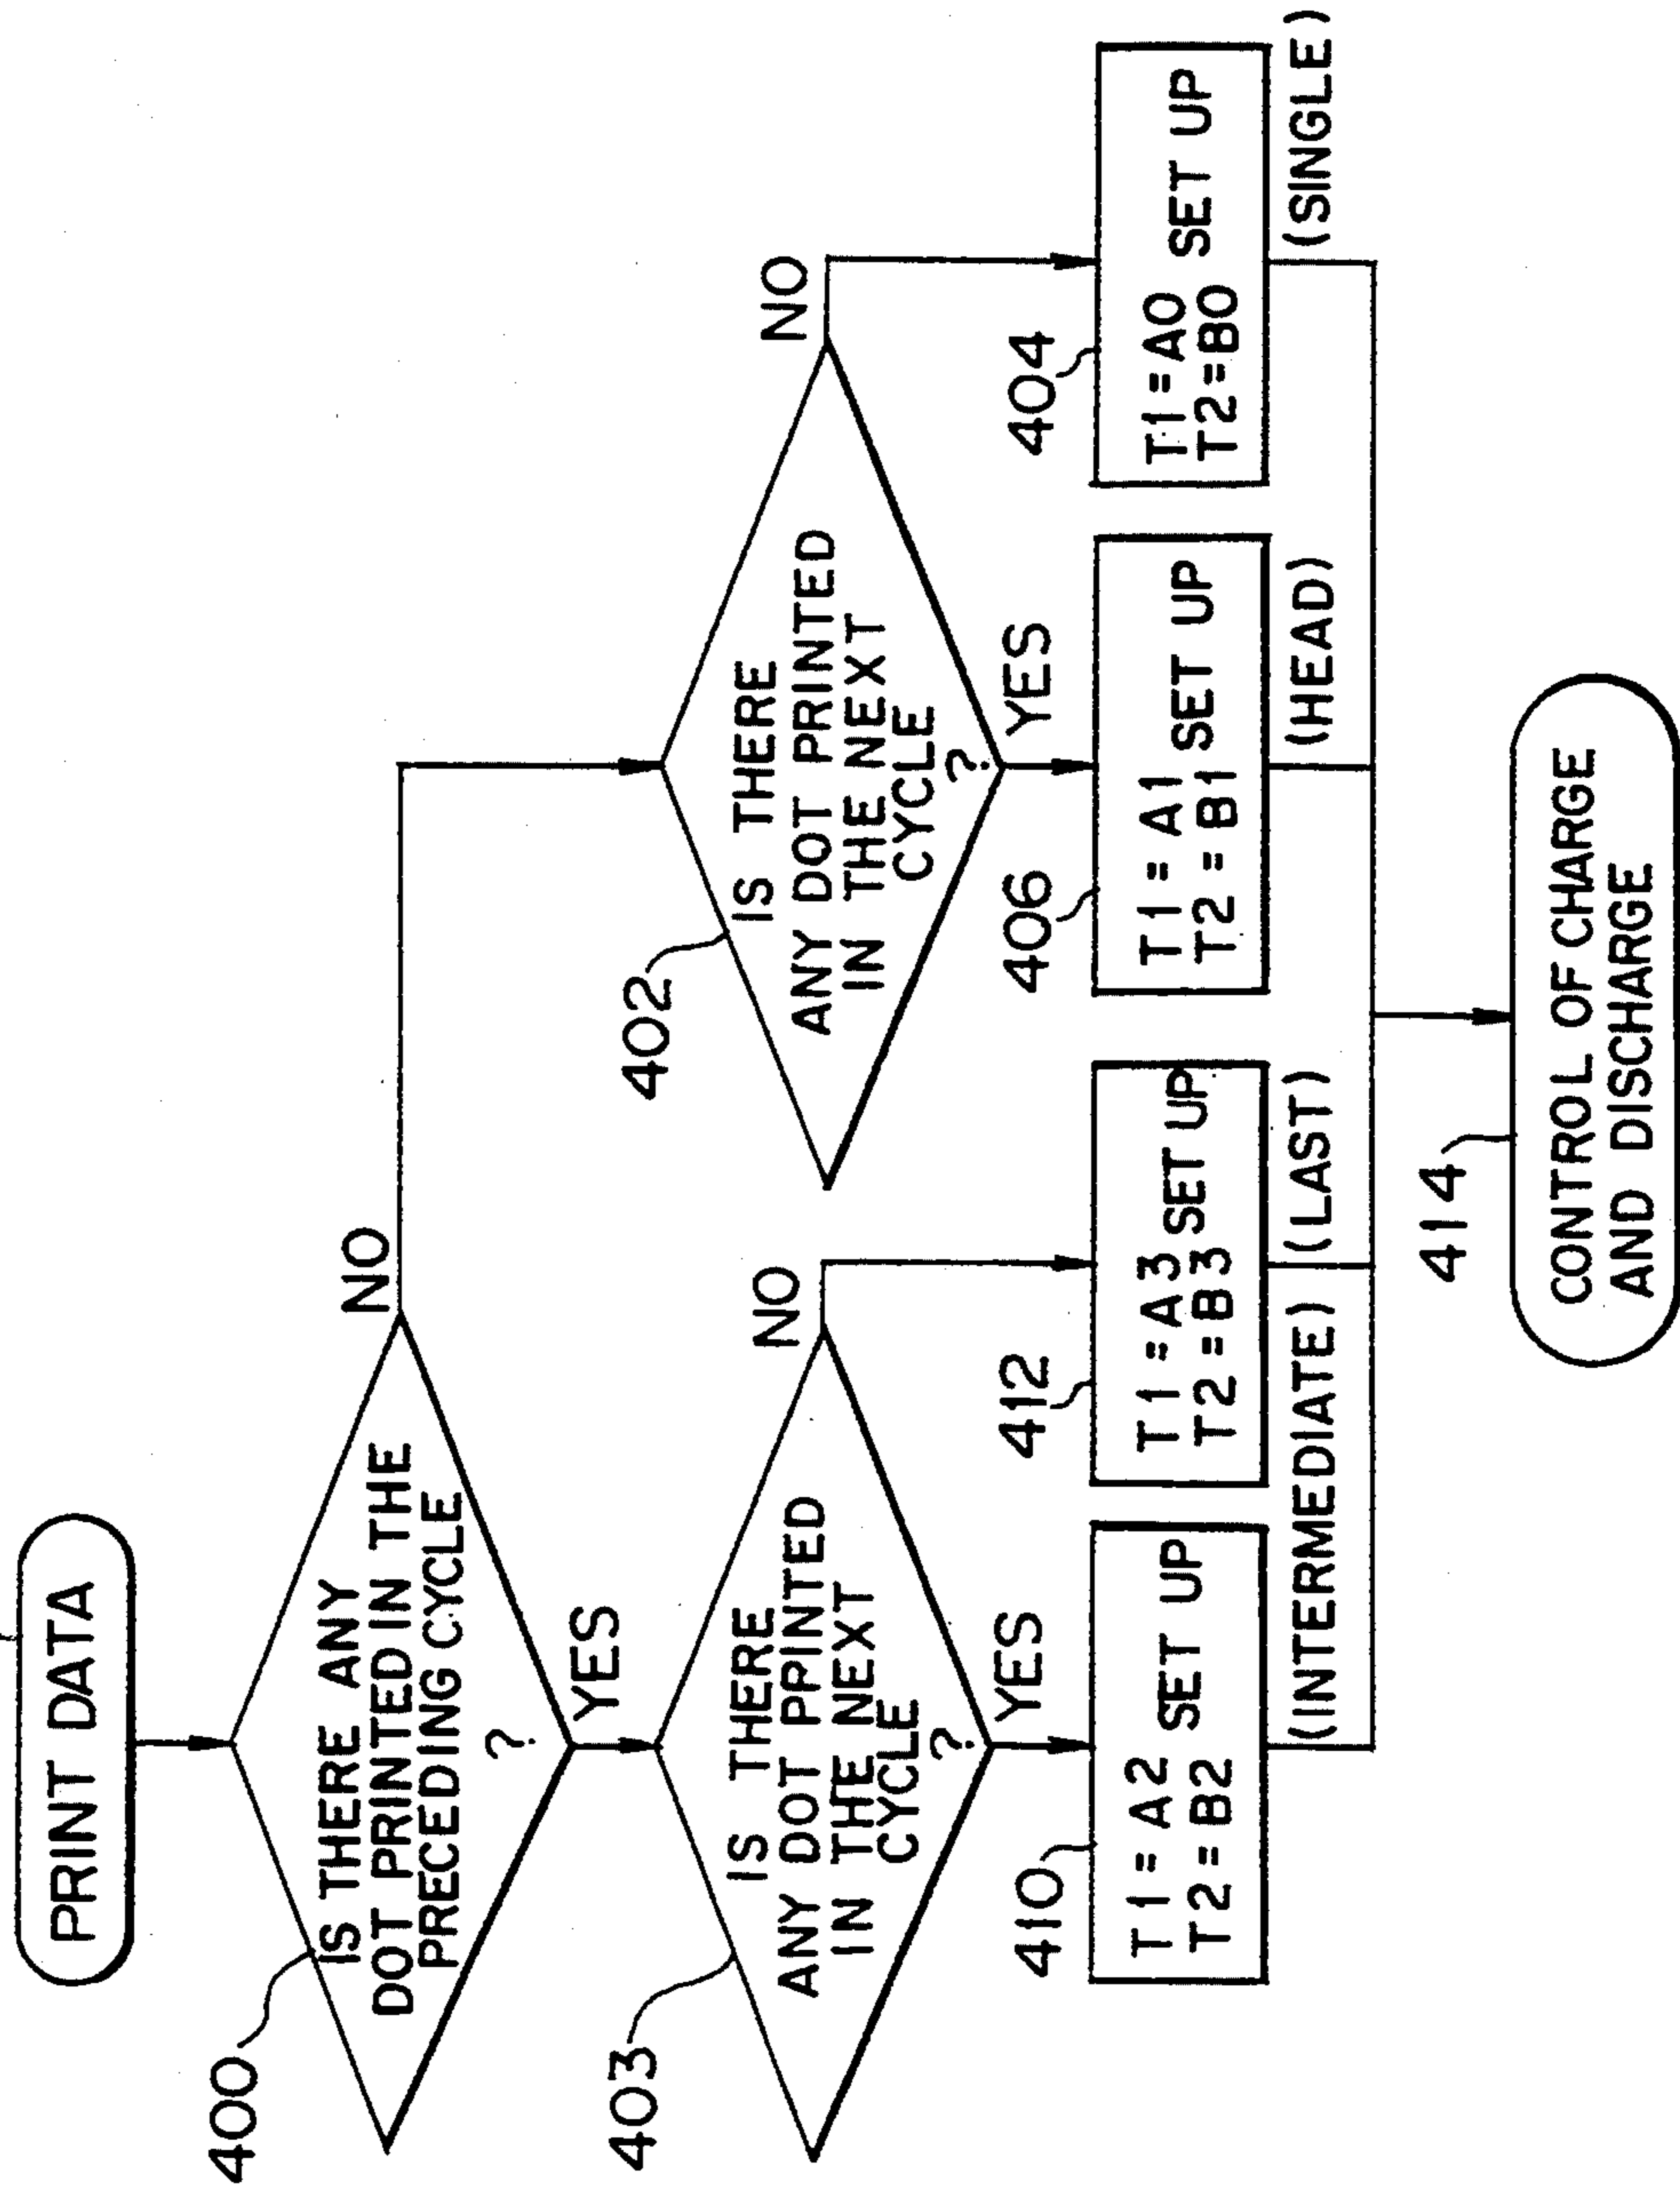 PRINT DATA
400
IS THERE ANY
DOT PRINTED IN THE
PRECEDING CYCLE
?
NO
YES
403
IS THERE
ANY DOT PPINTED
IN THE NEXT
CYCLE
?
NO
YES
402
IS THERE
ANY DOT PRINTED
IN THE NEXT
CYCLE
?
NO
YES
410
T1 = A2 SET UP
T2 = B2
(INTERMEDIATE)
412
T1 = A3 SET UP
T2 = B3
(LAST)
406
T1 = A1 SET UP
T2 = B1
(HEAD)
404
T1 = A0 SET UP
T2 = B0
(SINGLE)
414
CONTROL OF CHARGE
AND DISCHARGE